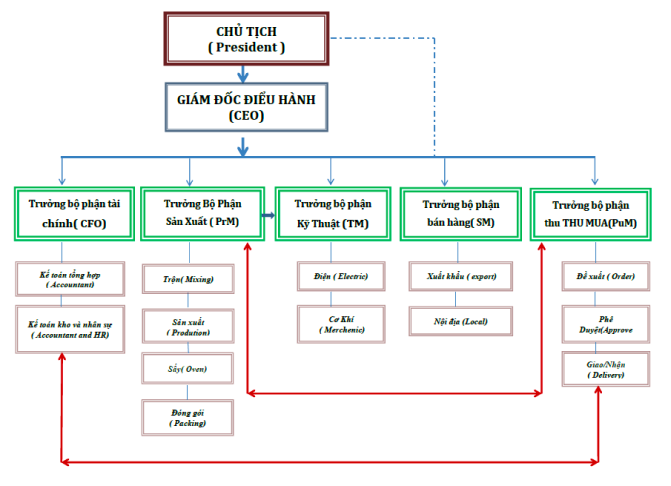 CHỦ TỊCH
( President )
GIÁM ĐỐC ĐIỀU HÀNH
(CEO)
Trưởng bộ phận tài
chính( CFO)
Trưởng Bộ Phận
Sản Xuất ( PrM)
Trưởng bộ phận
Kỹ Thuật (TM)
Trưởng bộ phận
bán hàng( SM)
Trưởng bộ phận
thu THU MUA(PuM)
Kế toán tổng hợp
( Accountant)
Kế toán kho và nhân sự
( Accountant and HR)
Trộn( Mixing)
Sản xuất
( Prodution)
Sấy( Oven)
Đóng gói
( Packing)
Điện ( Electric)
Cơ Khí
( Merchenic)
Xuất khẩu ( export)
Nội địa (Local)
Đề xuất ( Order)
Phê
Duyệt(Approve
Giao/Nhận
( Delivery)